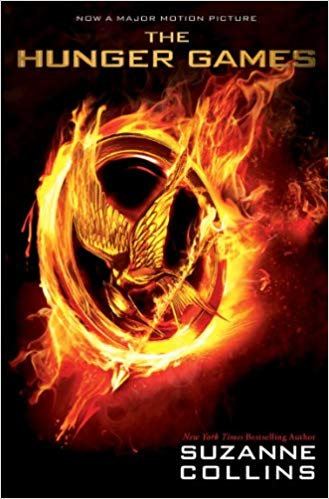 NOW A MAJOR MOTION PICTURE
THE
HUNGER GAMES
New York Times Bestselling Author
SUZANNE
COLLINS